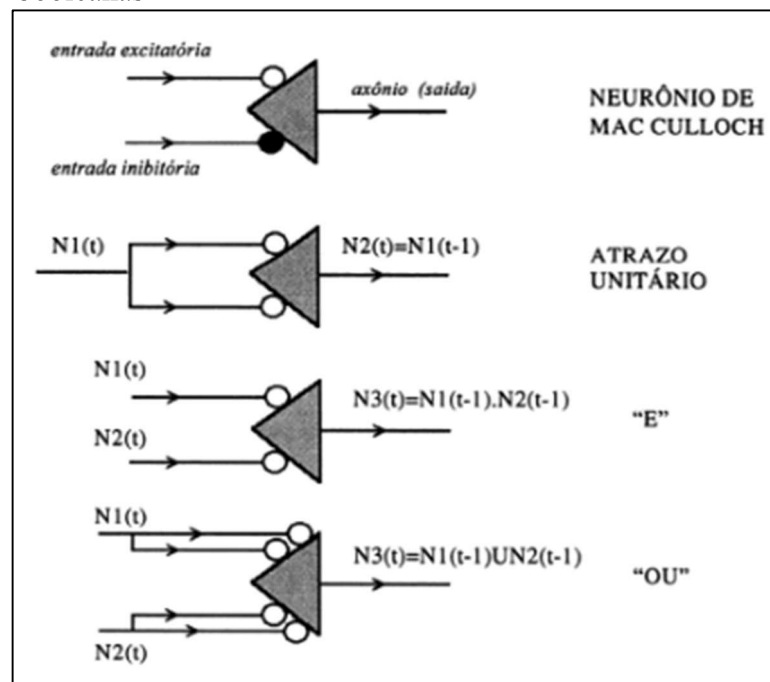 entrada excitatória
axônio (saida)
entrada inibitória
NEURÔNIO DE
MAC CULLOCH
N1(t)
N2(t)=N1(t-1)
ATRAZO
UNITÁRIO
N1(t)
N2(t)
N3(t)=N1(t-1).N2(t-1)
"E"
N1(t)
N2(t)
N3(t)=N1(t-1)UN2(t-1)
"OU"